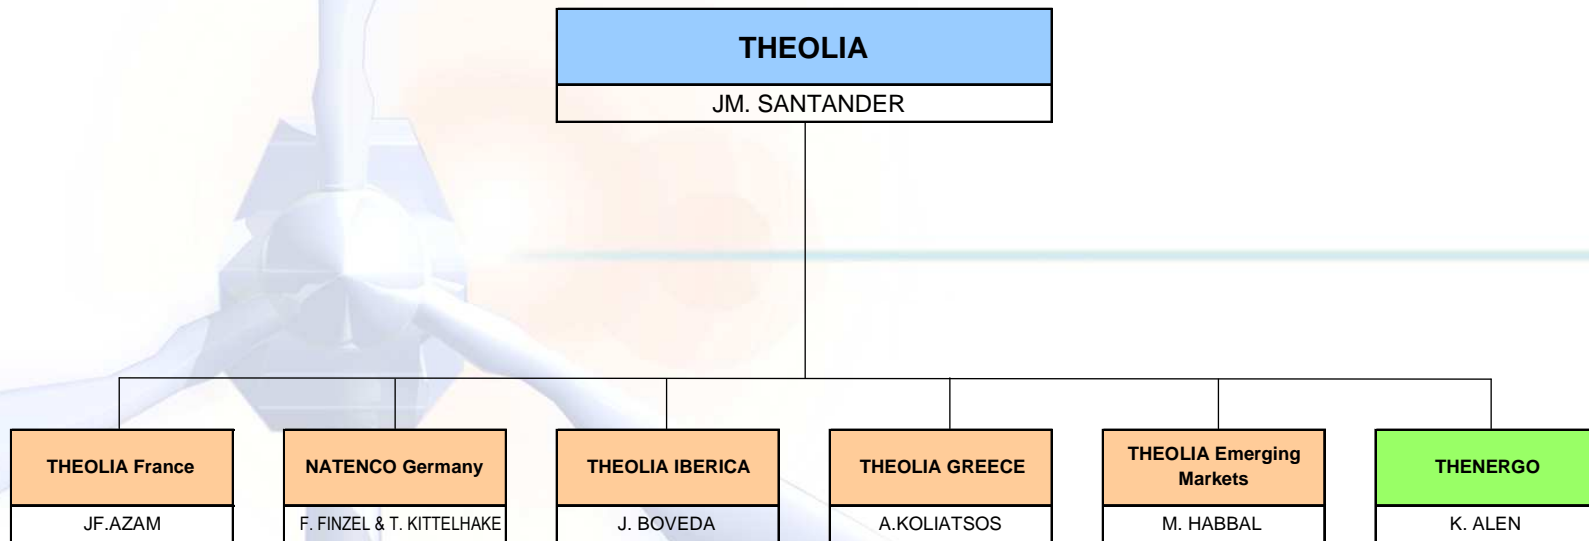 THEOLIA
JM. SANTANDER
THEOLIA France
JF.AZAM
NATENCO Germany
F. FINZEL & T. KITTELHAKE
THEOLIA IBERICA
J. BOVEDA
THEOLIA GREECE
A.KOLIATSOS
THEOLIA Emerging
Markets
M. HABBAL
THENERGO
K. ALEN